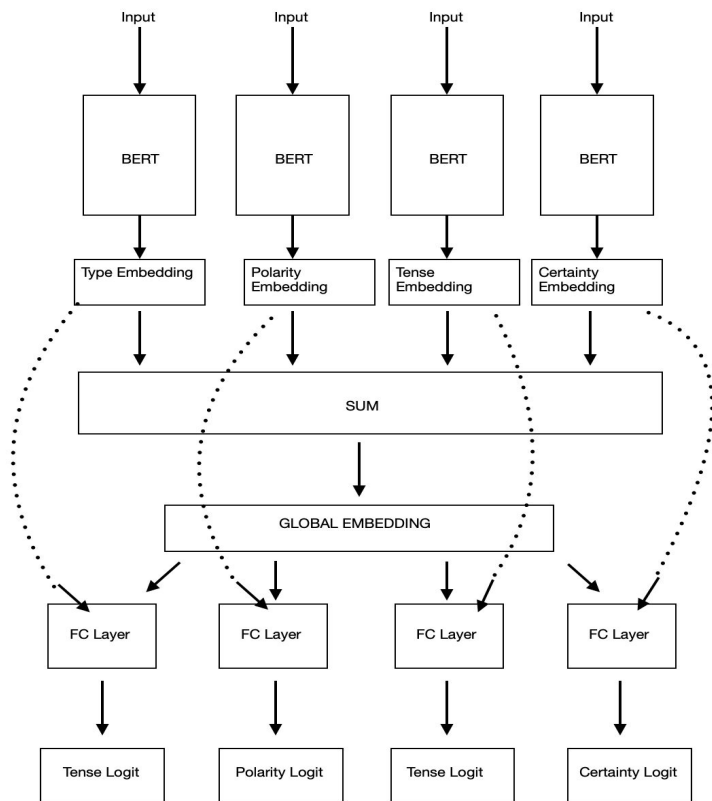 Input
Input
Input
Input
BERT
BERT
BERT
BERT
Type Embedding
Polarity
Embedding
Tense
Embedding
Certainty
Embedding
SUM
GLOBAL EMBEDDING
FC Layer
FC Layer
FC Layer
FC Layer
Tense Logit
Polarity Logit
Tense Logit
Certainty Logit